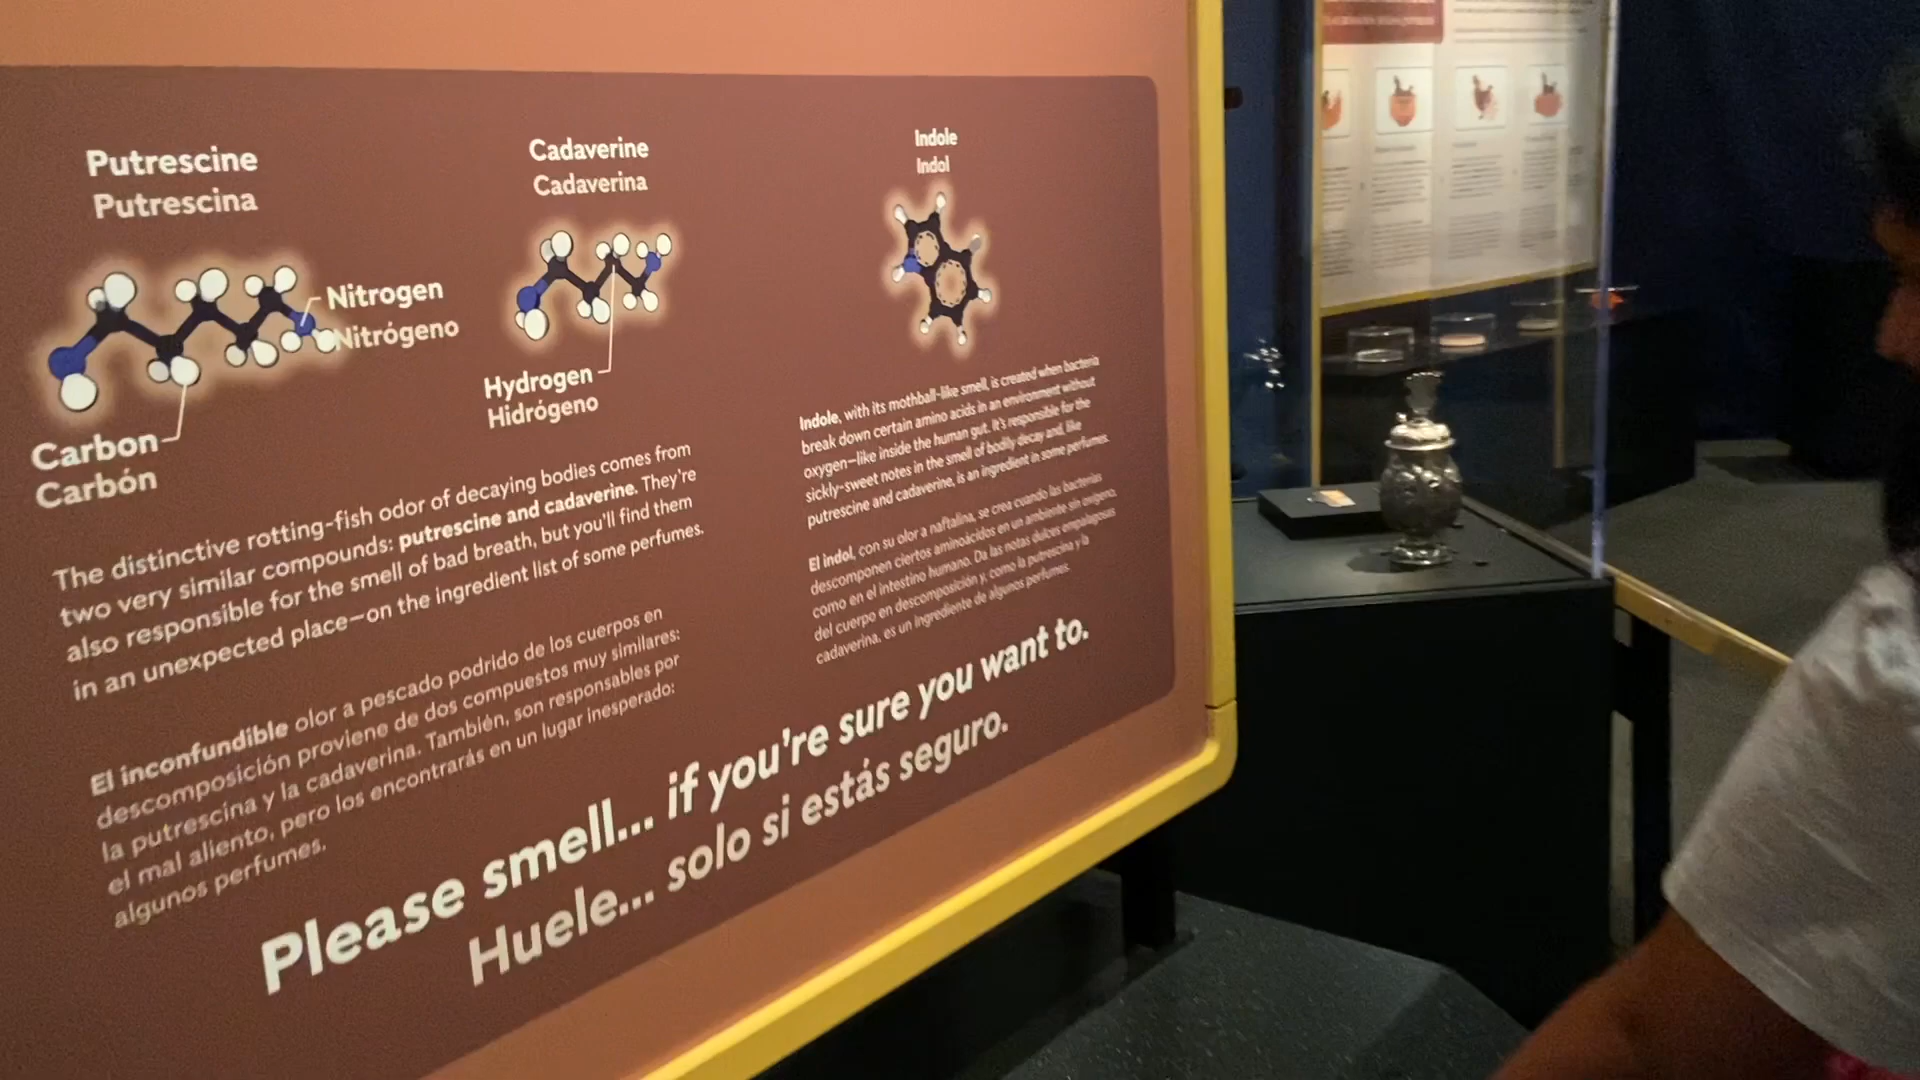 Putrescine
Putrescina
Nitrogen
Nitrógeno
Carbon
Carbón
Cadaverine
Cadaverina
Hydrogen
Hidrógeno
The distinctive rotting-fish odor of decaying bodies comes from
two very similar compounds: putrescine and cadaverine. They're
also responsible for the smell of bad breath, but you'll find them
in an unexpected place—on the ingredient list of some perfumes.
El inconfundible olor a pescado podrido de los cuerpos en
descomposición proviene de dos compuestos muy similares:
la putrescina y la cadaverina. También, son responsables por
el mal aliento, pero los encontrarás en un lugar inesperado:
algunos perfumes.
Indole
Indol
Indole, with its mothball-like smell, is created when bacteria
break down certain amino acids in an environment without
oxygen—like inside the human gut. It's responsible for the
sickly-sweet notes in the smell of bodily decay and, like
putrescine and cadaverine, is an ingredient in some perfumes.
El indol, con su olor a naftalina, se crea cuando las bacterias
descomponen ciertos aminoácidos en un ambiente sin oxígeno,
como en el intestino humano. Da las notas dulces empalagosas
del cuerpo en descomposición y, como la putrescina y la
cadaverina, es un ingrediente de algunos perfumes.
Please smell... if you're sure you want to.
Huele... solo si estás seguro.